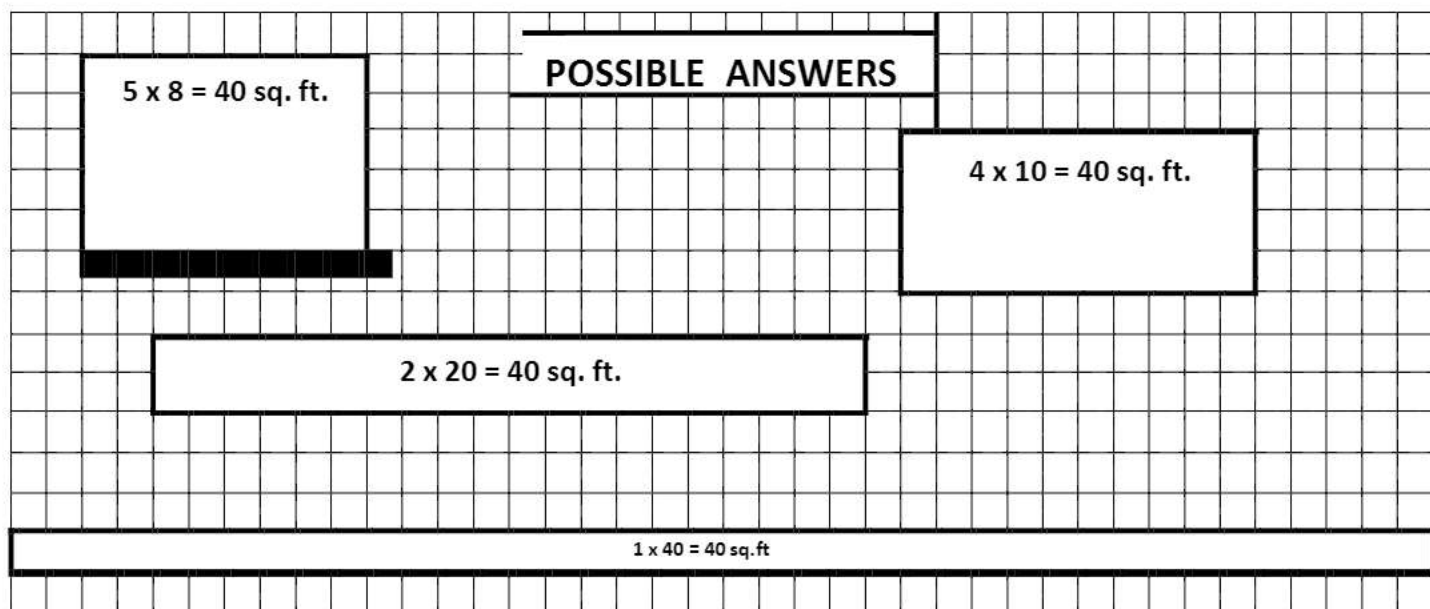 POSSIBLE ANSWERS
5 x 8 = 40 sq. ft.
4 x 10 = 40 sq. ft.
2 x 20 = 40 sq. ft.
1 x 40 = 40 sq.ft